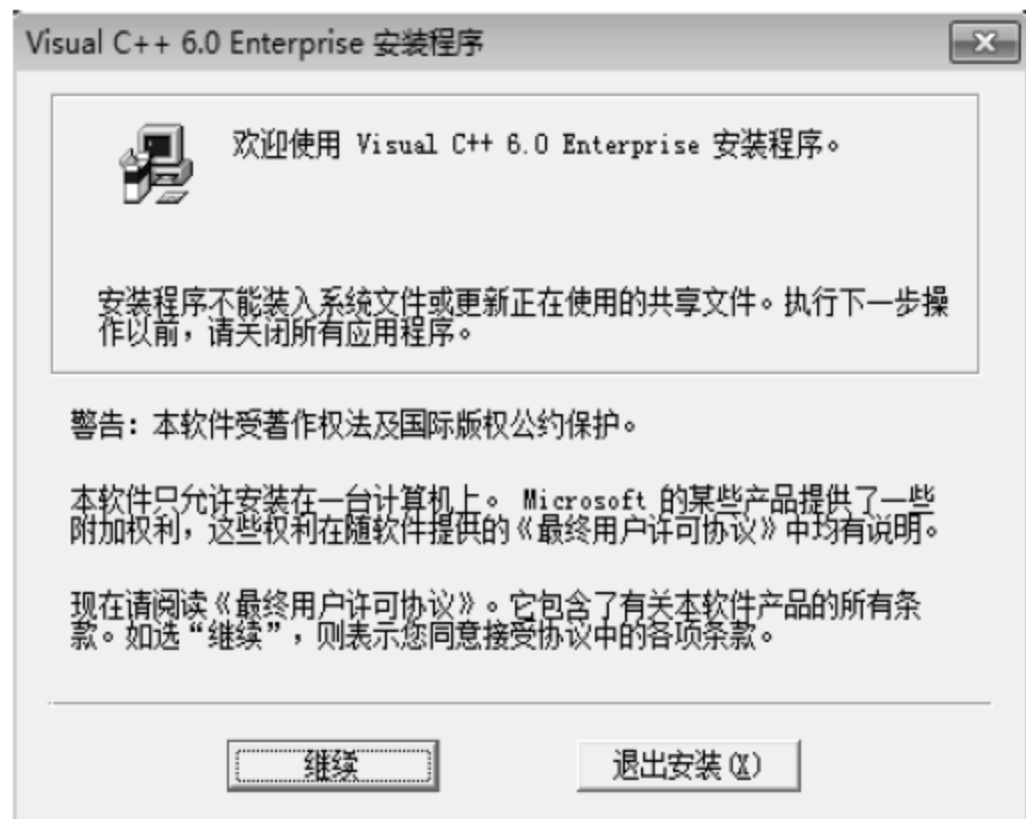 Visual C++ 6.0 Enterprise 安装程序
欢迎使用 Visual C++ 6.0 Enterprise 安装程序。
安装程序不能装入系统文件或更新正在使用的共享文件。执行下一步操
作以前，请关闭所有应用程序。
警告：本软件受著作权法及国际版权公约保护。
本软件只允许安装在一台计算机上。 Microsoft 的某些产品提供了一些
附加权利，这些权利在随软件提供的《最终用户许可协议》中均有说明。
现在请阅读《最终用户许可协议》。它包含了有关本软件产品的所有条
款。如选“继续”，则表示您同意接受协议中的各项条款。
继续
退出安装(X)